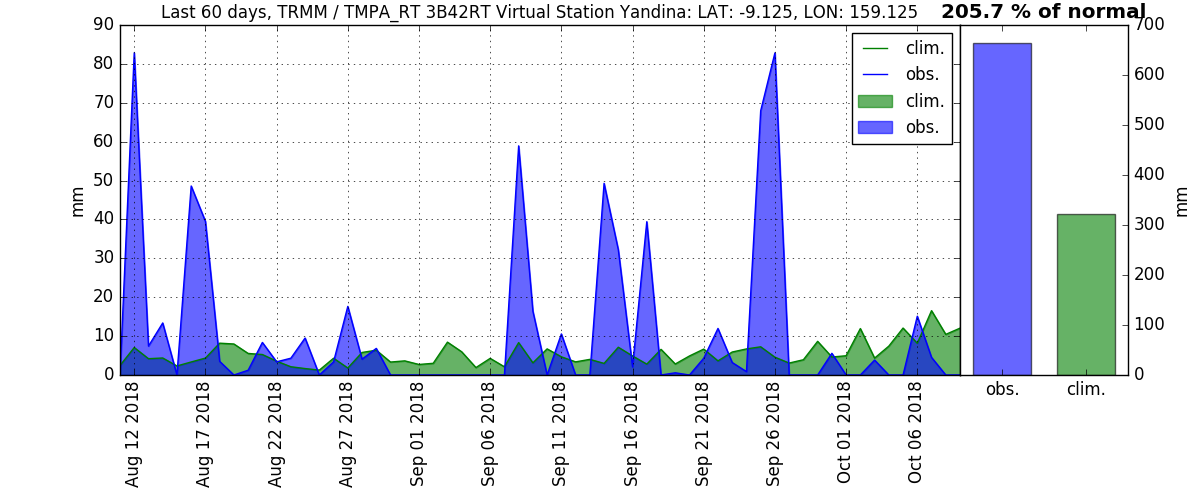 Last 60 days, TRMM / TMPA_RT 3B42RT Virtual Station Yandina: LAT: -9.125, LON: 159.125
205.7 % of normal
90
80
70
60
50
40
30
20
10
0
mm
clim.
obs.
clim.
obs.
Aug 12 2018
Aug 17 2018
Aug 22 2018
Aug 27 2018
Sep 01 2018
Sep 06 2018
Sep 11 2018
Sep 16 2018
Sep 21 2018
Sep 26 2018
Oct 01 2018
Oct 06 2018
700
600
500
400
300
200
100
0
mm
obs.
clim.